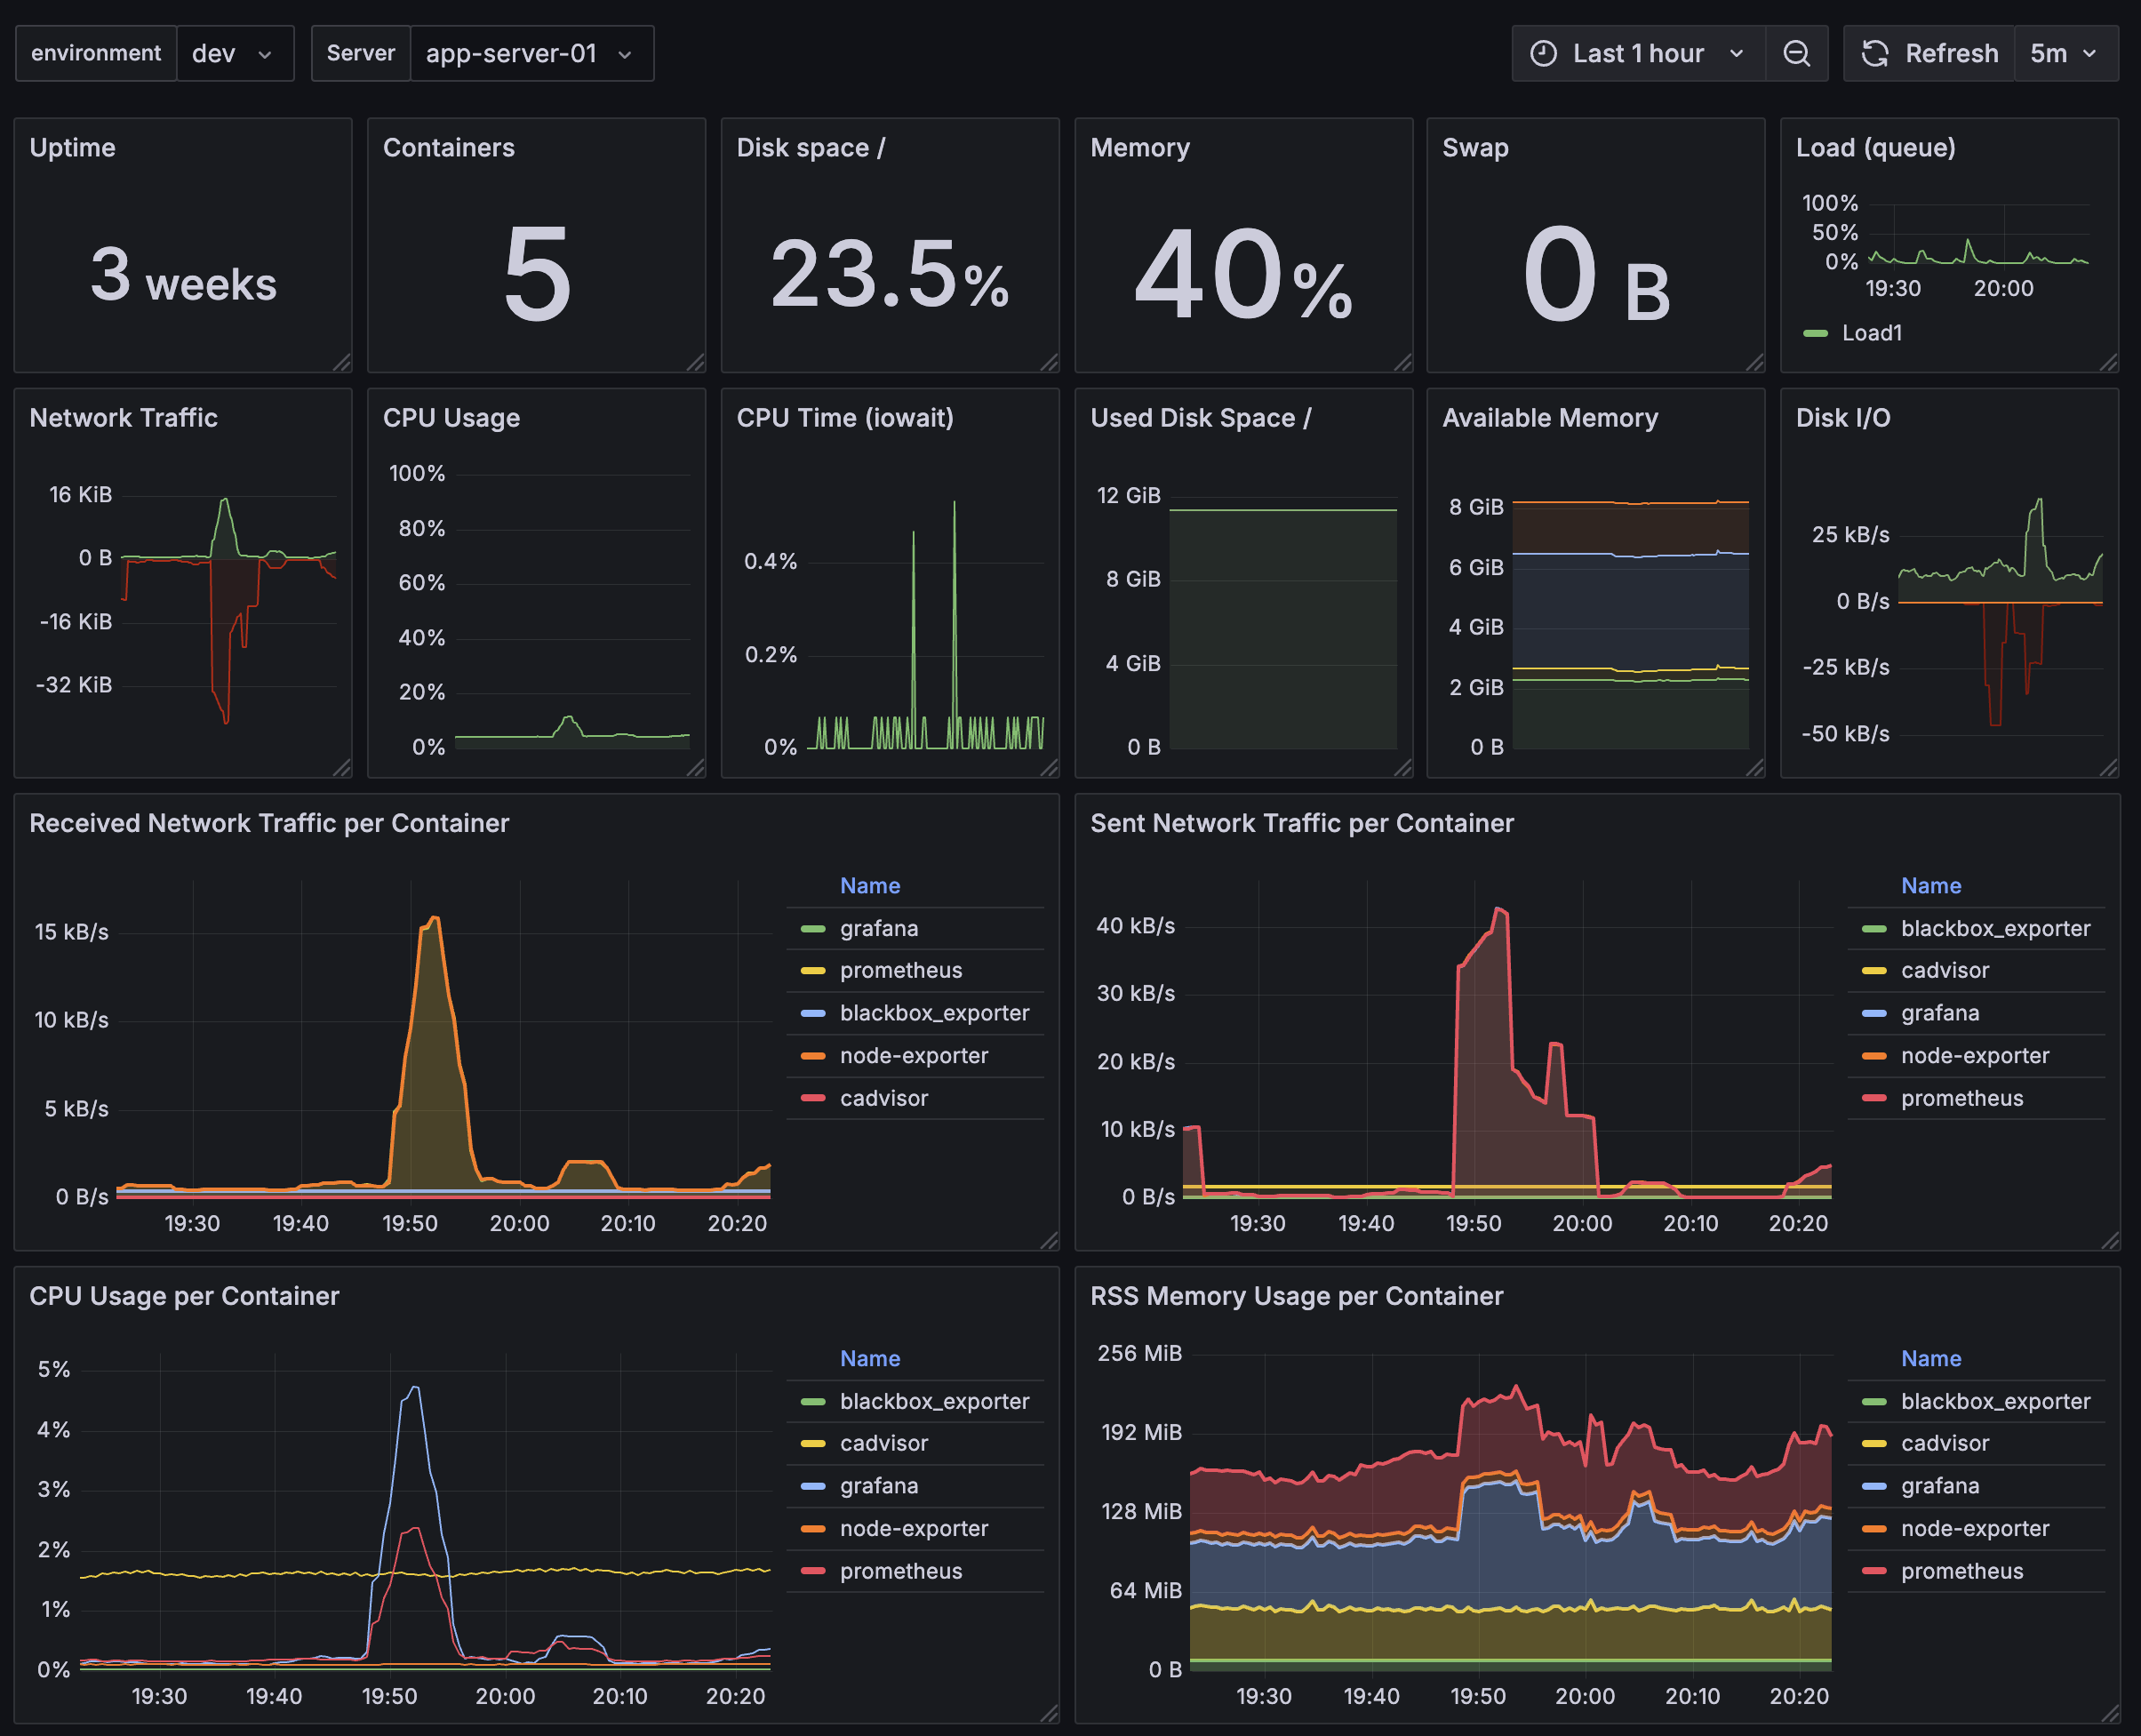 environment dev Server app-server-01 Last 1 hour Refresh 5m
Uptime
3 weeks
Containers
5
Disk space /
23.5%
Memory
40%
Swap
0 B
Load (queue)
100%
50%
0%
19:30 20:00
Load1
Network Traffic
16 KiB
0 B
-16 KiB
-32 KiB
CPU Usage
100%
80%
60%
40%
20%
0%
CPU Time (iowait)
0.4%
0.2%
0%
Used Disk Space /
12 GiB
8 GiB
4 GiB
0 B
Available Memory
8 GiB
6 GiB
4 GiB
2 GiB
0 B
Disk I/O
25 kB/s
0 B/s
-25 kB/s
-50 kB/s
Received Network Traffic per Container
15 kB/s
10 kB/s
5 kB/s
0 B/s
19:30 19:40 19:50 20:00 20:10 20:20
Name
grafana
prometheus
blackbox_exporter
node-exporter
cadvisor
Sent Network Traffic per Container
40 kB/s
30 kB/s
20 kB/s
10 kB/s
0 B/s
19:30 19:40 19:50 20:00 20:10 20:20
Name
blackbox_exporter
cadvisor
grafana
node-exporter
prometheus
CPU Usage per Container
5%
4%
3%
2%
1%
0%
19:30 19:40 19:50 20:00 20:10 20:20
Name
blackbox_exporter
cadvisor
grafana
node-exporter
prometheus
RSS Memory Usage per Container
256 MiB
192 MiB
128 MiB
64 MiB
0 B
19:30 19:40 19:50 20:00 20:10 20:20
Name
blackbox_exporter
cadvisor
grafana
node-exporter
prometheus